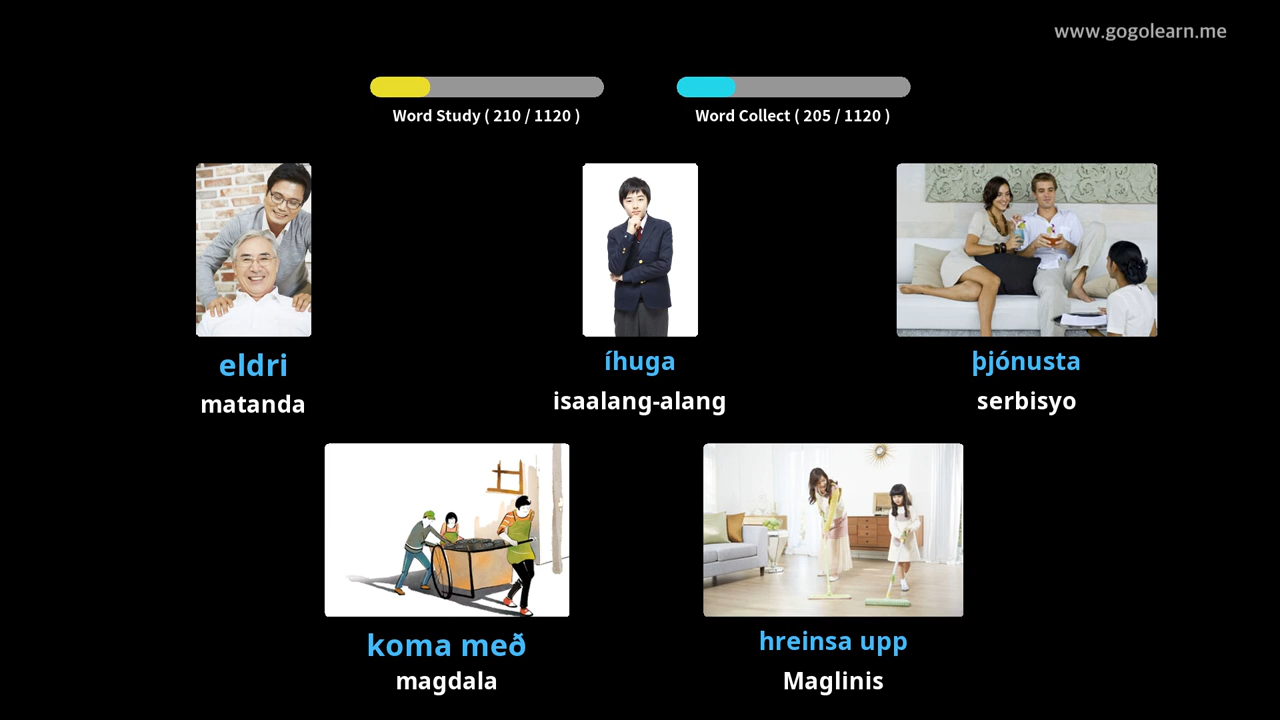 www.gogolearn.me
Word Study ( 210 / 1120 )
Word Collect ( 205 / 1120 )
eldri
matanda
íhuga
isaalang-alang
þjónusta
serbisyo
koma með
magdala
hreinsa upp
Maglinis